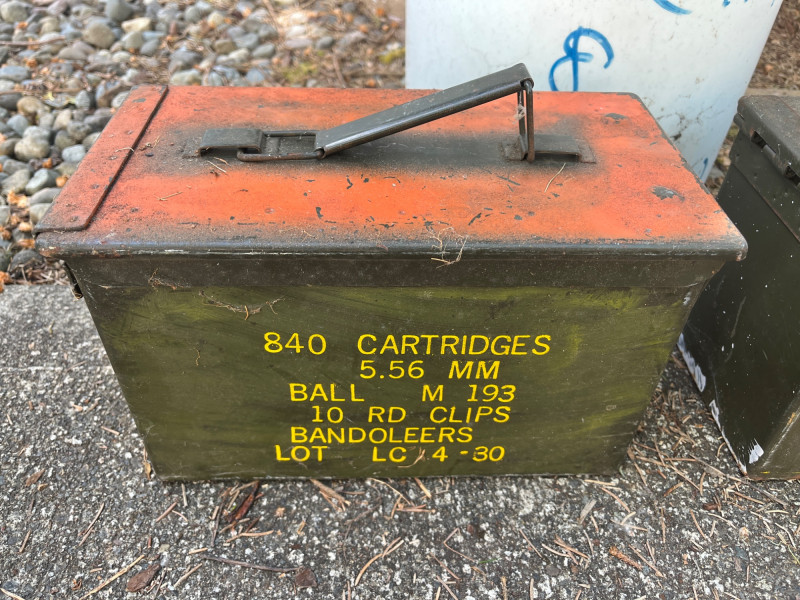 840 CARTRIDGES
5.56 MM
BALL M 193
10 RD CLIPS
BANDOLEERS
LOT LC 4-30